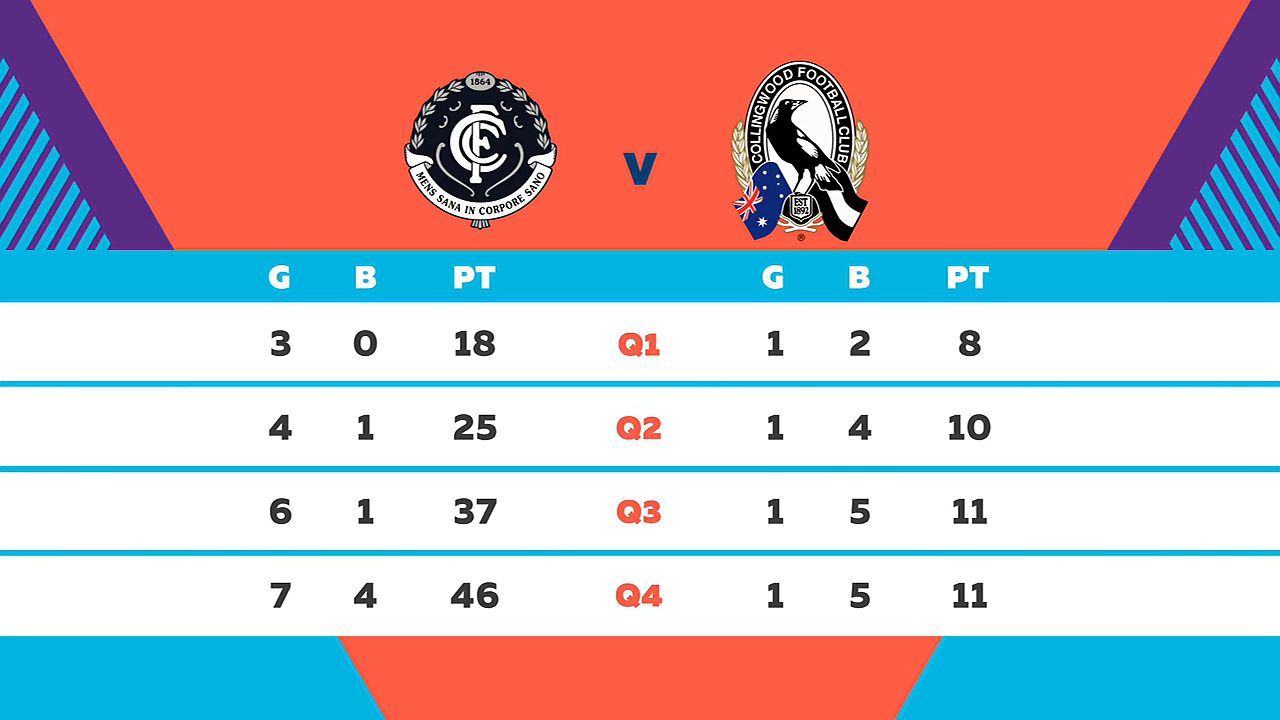 EST 1864
CFC
MENS SANA IN CORPORE SANO
V
COLLINGWOOD FOOTBALL CLUB
EST 1892
®
G B PT G B PT
3 0 18 Q1 1 2 8
4 1 25 Q2 1 4 10
6 1 37 Q3 1 5 11
7 4 46 Q4 1 5 11